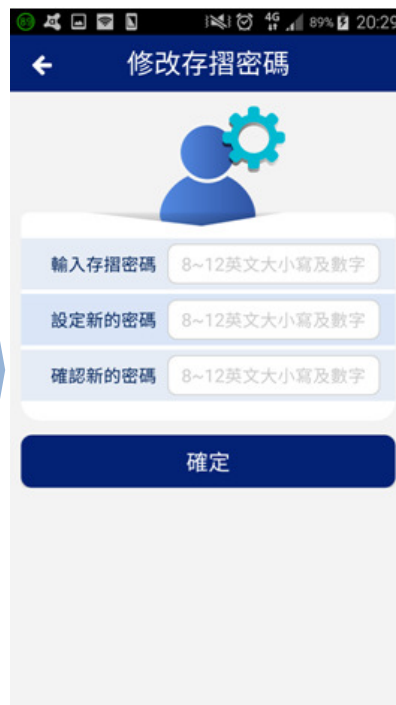 89 4G 89% 20:29
修改存摺密碼
輸入存摺密碼 8~12英文大小寫及數字
設定新的密碼 8~12英文大小寫及數字
確認新的密碼 8~12英文大小寫及數字
確定